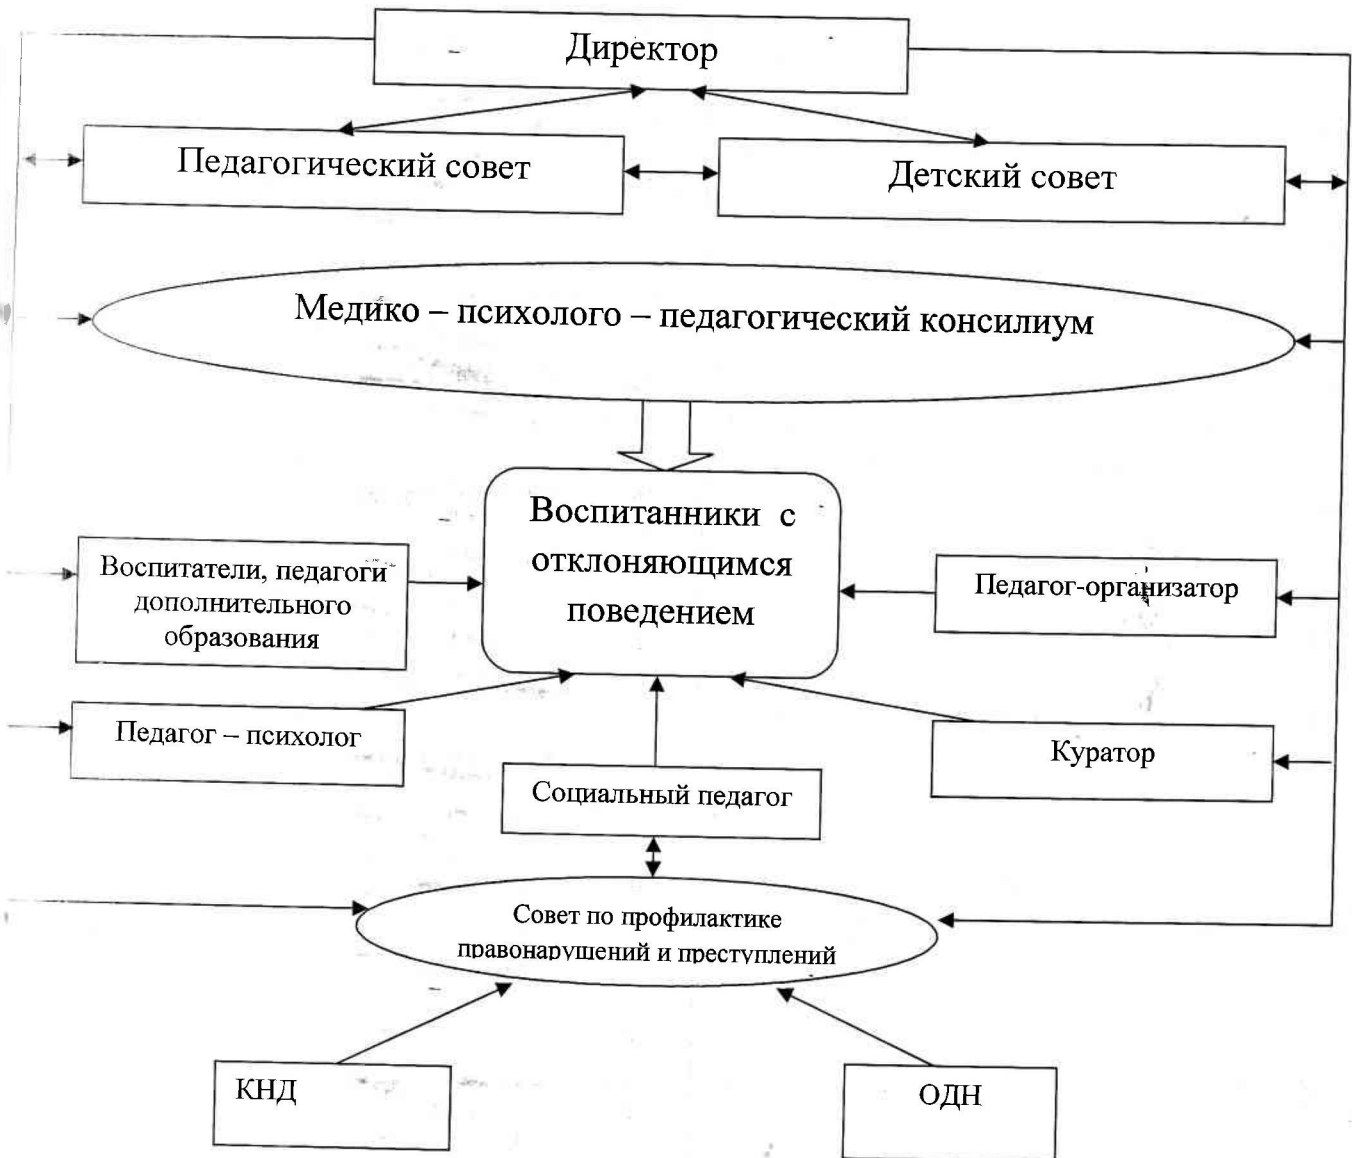 Директор
Педагогический совет
Детский совет
Медико – психолого – педагогический консилиум
Воспитанники с
отклоняющимся
поведением
Воспитатели, педагоги
дополнительного
образования
Педагог-организатор
Педагог – психолог
Куратор
Социальный педагог
Совет по профилактике
правонарушений и преступлений
КНД
ОДН